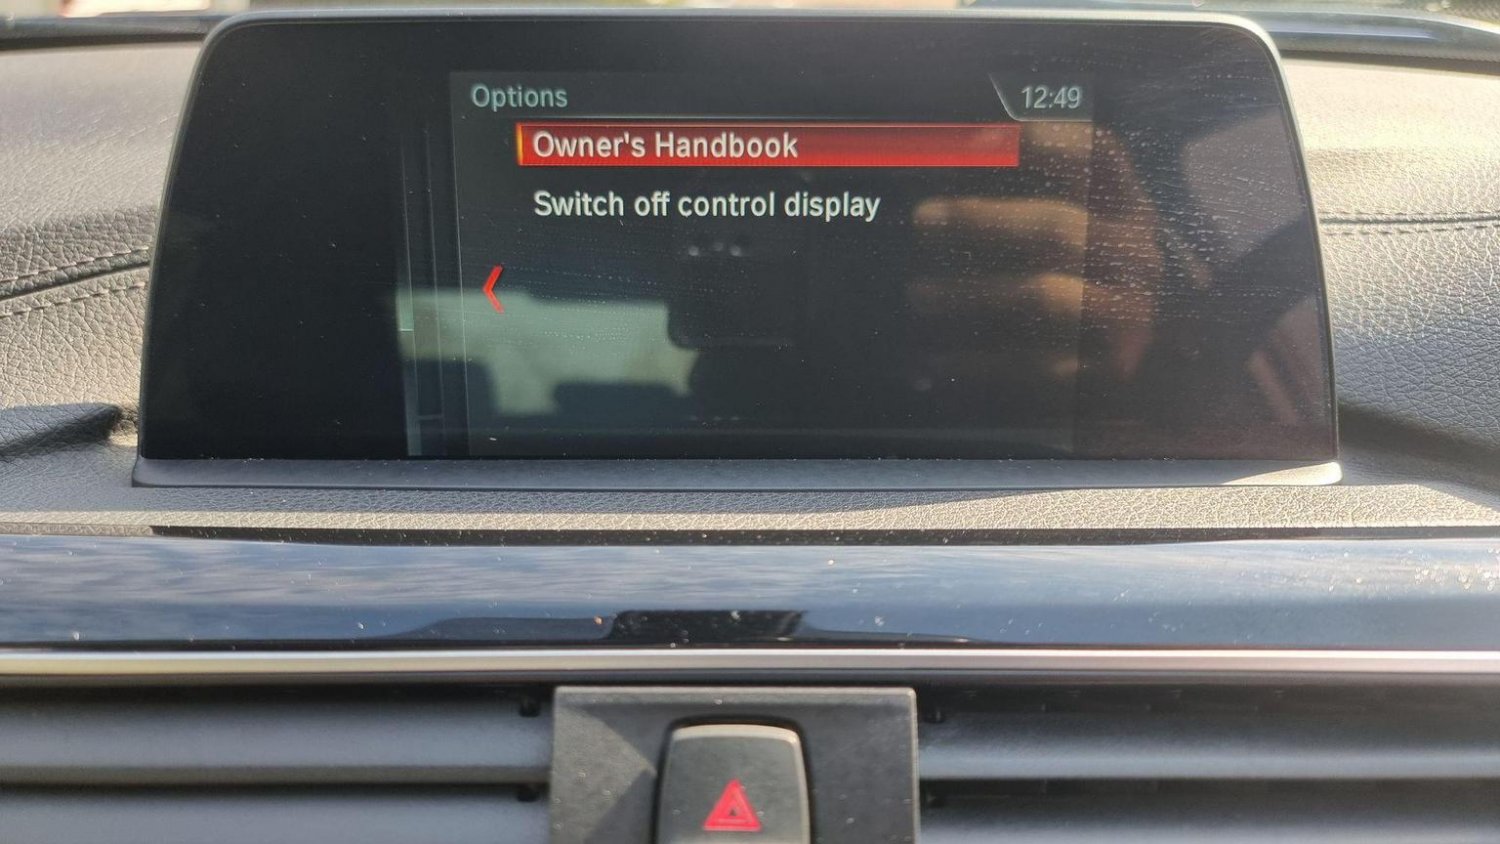 Options
12:49
Owner's Handbook
Switch off control display